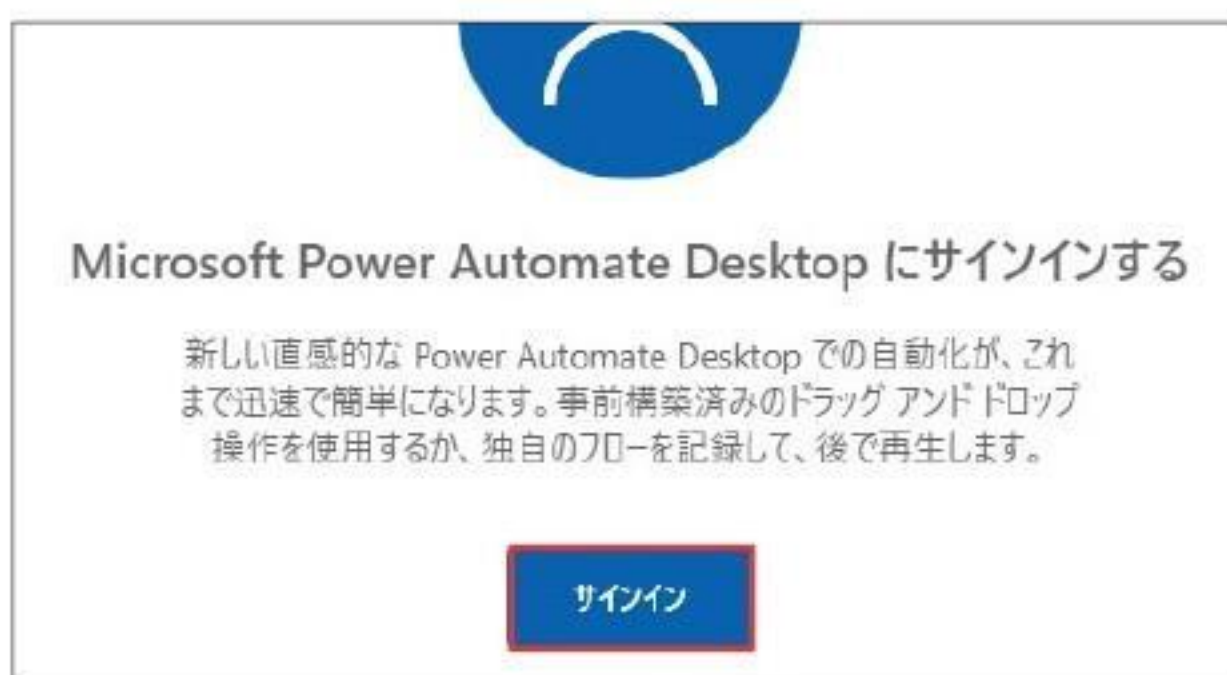 Microsoft Power Automate Desktop にサインインする
新しい直感的な Power Automate Desktop での自動化が、これ
まで迅速で簡単になります。事前構築済みのドラッグ アンド ドロップ
操作を使用するか、独自のフローを記録して、後で再生します。
サインイン